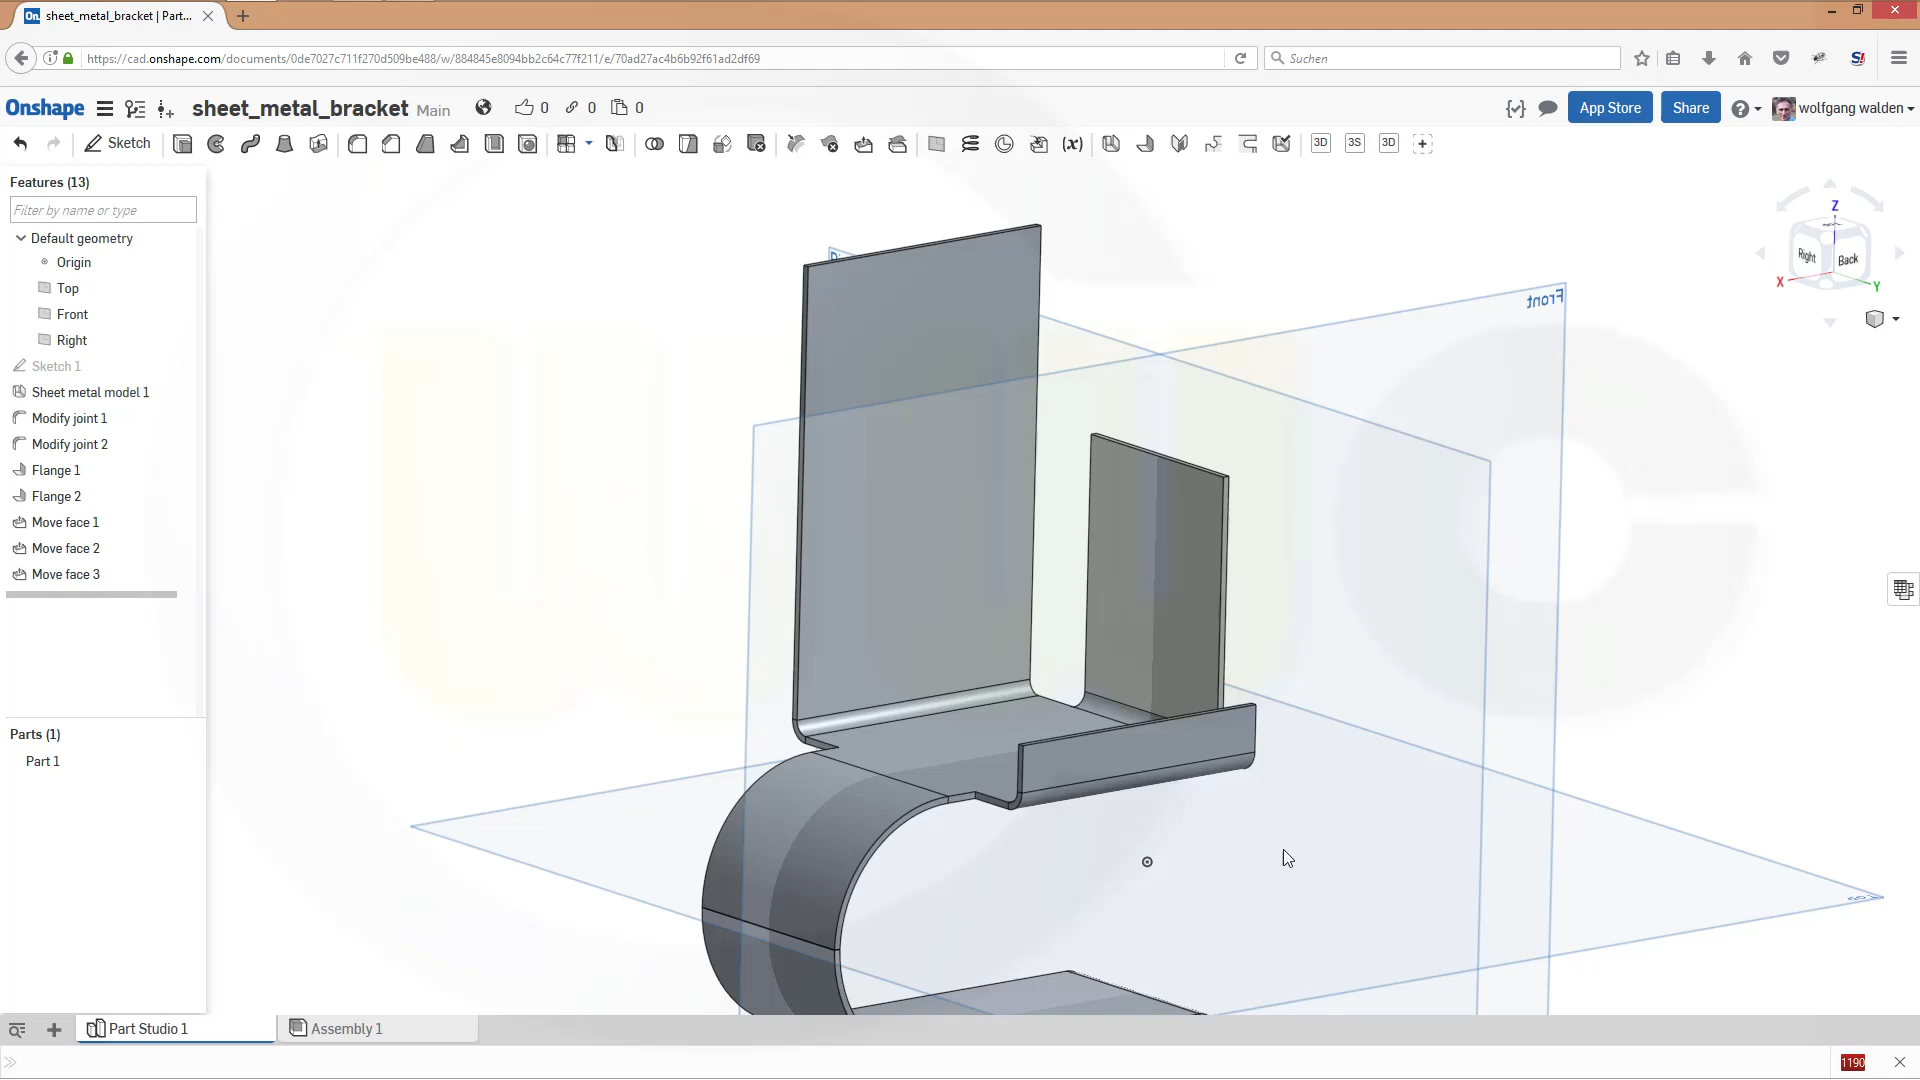 On sheet_metal_bracket | Part...
https://cad.onshape.com/documents/0de7027c711f270d509be488/w/884845e8094bb2c64c77f211/e/70ad27ac4b6b92f61ad2df69
Suchen
S!
Onshape
sheet_metal_bracket Main
0
0
0
App Store
Share
wolfgang walden
Sketch
(x)
3D
3S
3D
Features (13)
Filter by name or type
Default geometry
Origin
Top
Front
Right
Sketch 1
Sheet metal model 1
Modify joint 1
Modify joint 2
Flange 1
Flange 2
Move face 1
Move face 2
Move face 3
Parts (1)
Part 1
Front
Z
Right
Back
X
Y
Part Studio 1
Assembly 1
1190